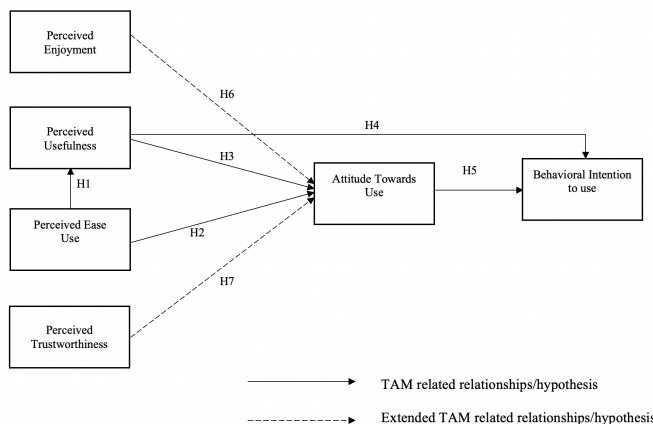 Perceived
Enjoyment
H6
Perceived
Usefulness
H4
H3
H1
Attitude Towards
Use
H5
Behavioral Intention
to use
Perceived Ease
Use
H2
H7
Perceived
Trustworthiness
TAM related relationships/hypothesis
Extended TAM related relationships/hypothesis